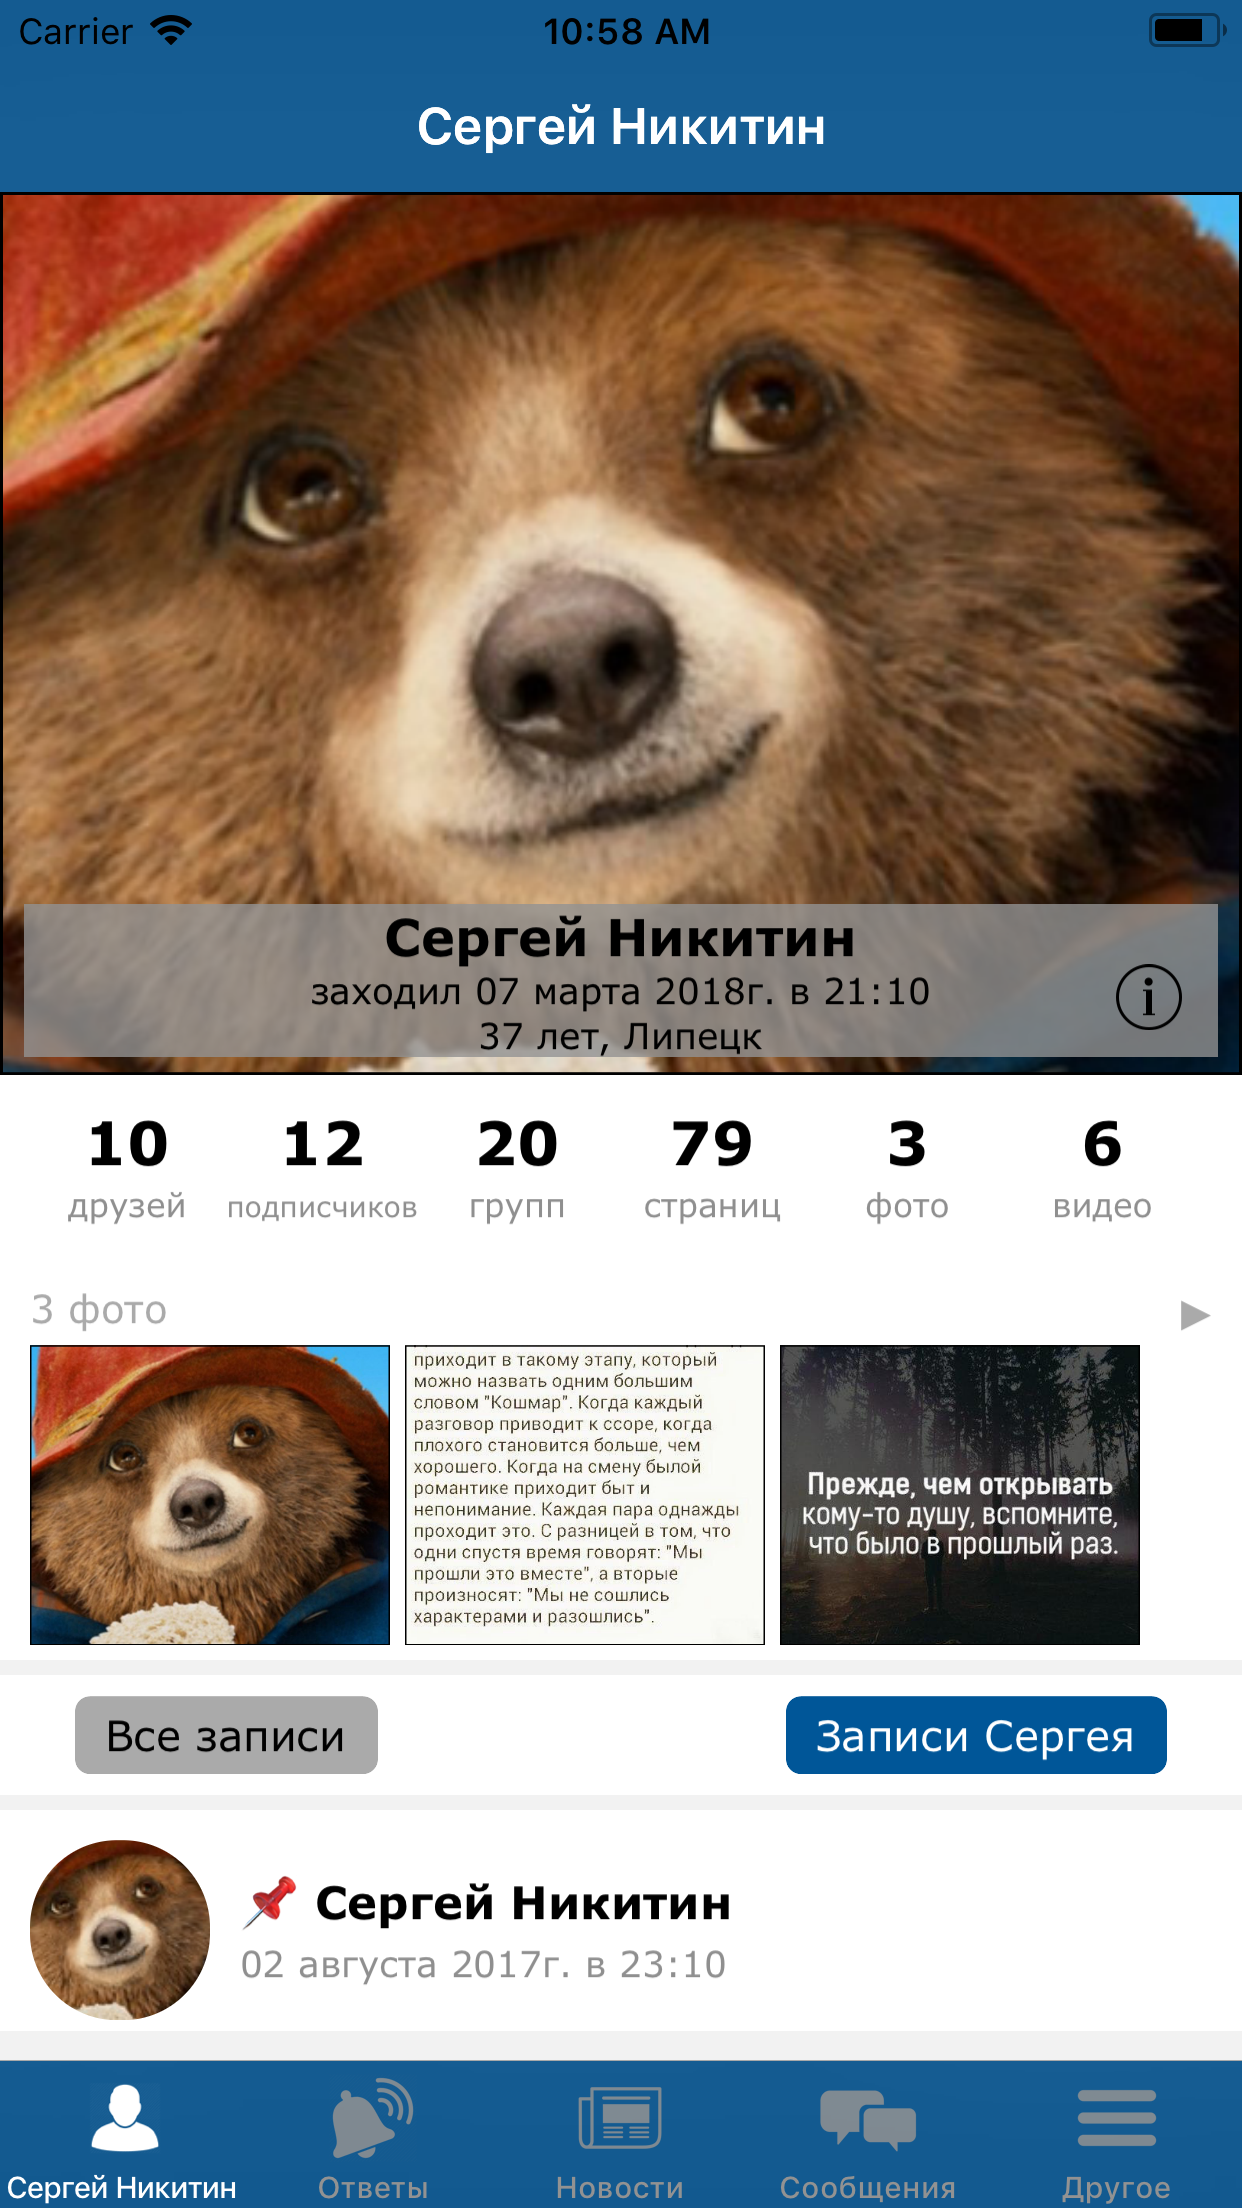 Carrier 10:58 AM
Сергей Никитин
Сергей Никитин
заходил 07 марта 2018г. в 21:10
37 лет, Липецк
10 12 20 79 3 6
друзей подписчиков групп страниц фото видео
3 фото
приходит в такому этапу, который
можно назвать одним большим
словом "Кошмар". Когда каждый
разговор приводит к ссоре, когда
плохого становится больше, чем
хорошего. Когда на смену былой
романтике приходит быт и
непонимание. Каждая пара однажды
проходит это. С разницей в том, что
одни спустя время говорят: "Мы
прошли это вместе", а вторые
произносят: "Мы не сошлись
характерами и разошлись".
Прежде, чем открывать
кому-то душу, вспомните,
что было в прошлый раз.
Все записи Записи Сергея
Сергей Никитин
02 августа 2017г. в 23:10
Сергей Никитин Ответы Новости Сообщения Другое